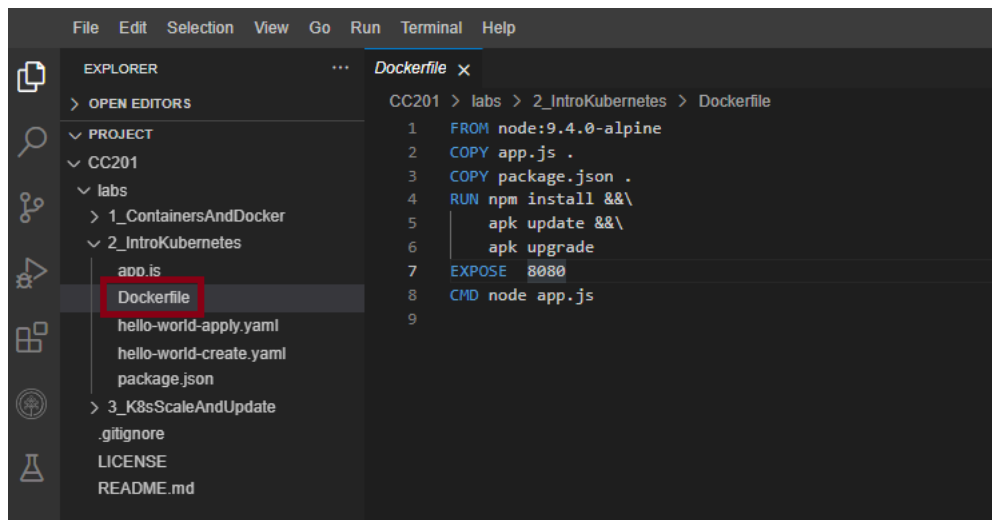 File Edit Selection View Go Run Terminal Help
EXPLORER ···
Dockerfile ×
> OPEN EDITORS
PROJECT
CC201
labs
> 1_ContainersAndDocker
2_IntroKubernetes
app.js
Dockerfile
hello-world-apply.yaml
hello-world-create.yaml
package.json
> 3_K8sScaleAndUpdate
.gitignore
LICENSE
README.md
CC201 > labs > 2_IntroKubernetes > Dockerfile
1 FROM node:9.4.0-alpine
2 COPY app.js .
3 COPY package.json .
4 RUN npm install &&\
5 apk update &&\
6 apk upgrade
7 EXPOSE 8080
8 CMD node app.js
9